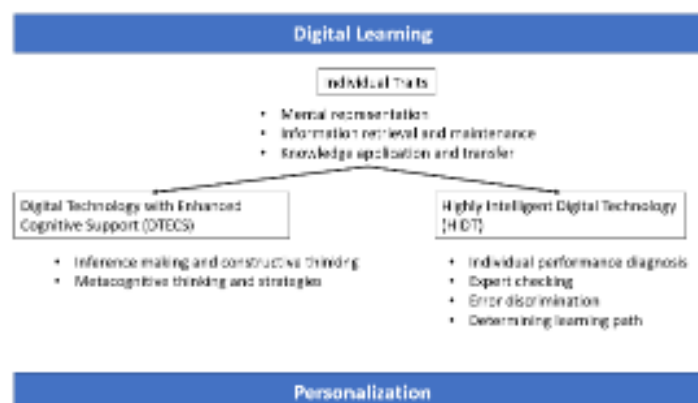 Digital Learning
Individual Traits
• Mental representation
• Information retrieval and maintenance
• Knowledge application and transfer
Digital Technology with Enhanced
Cognitive Support (DTECS)
• Inference making and constructive thinking
• Metacognitive thinking and strategies
Highly Intelligent Digital Technology
(HIDT)
• Individual performance diagnosis
• Expert checking
• Error discrimination
• Determining learning path
Personalization